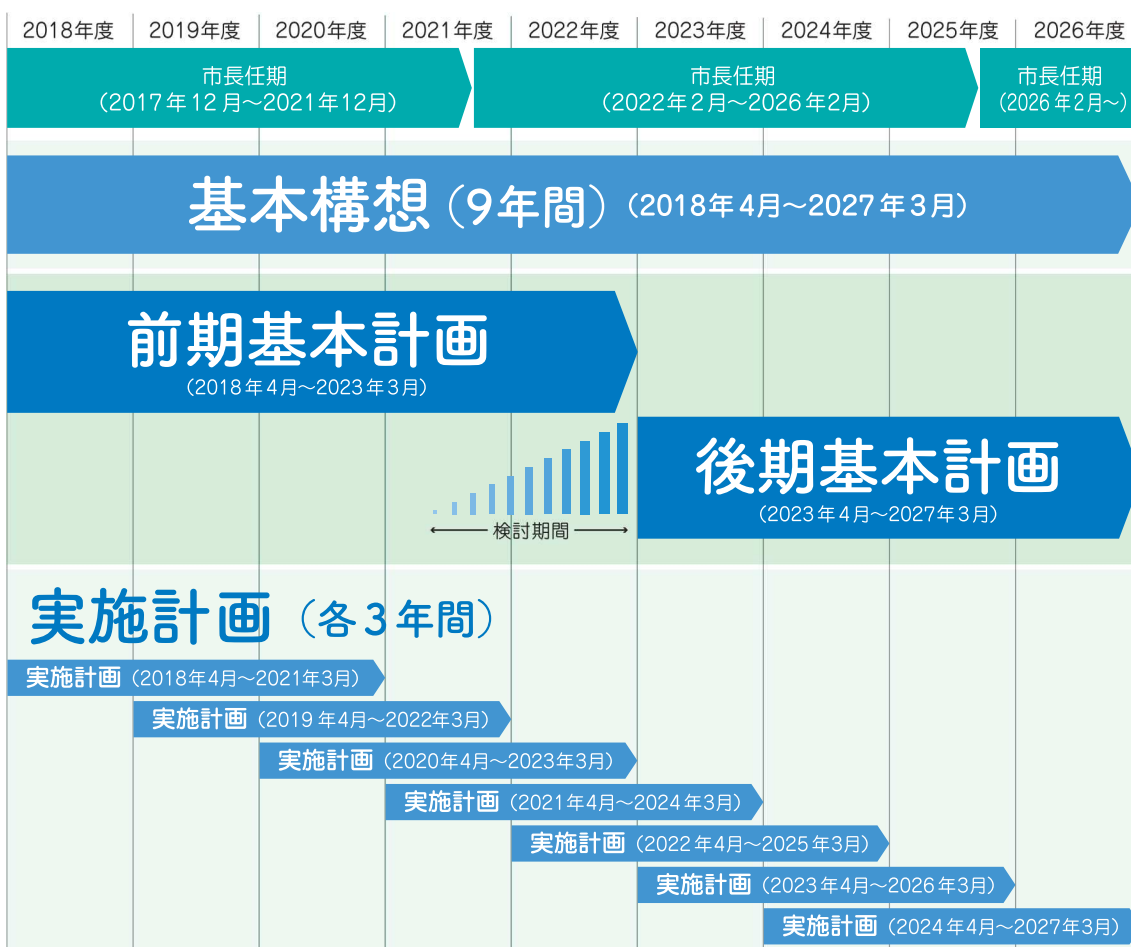 2018年度 2019年度 2020年度 2021年度 2022年度 2023年度 2024年度 2025年度 2026年度
市長任期
（2017年12月〜2021年12月）
市長任期
（2022年2月〜2026年2月）
市長任期
（2026年2月〜）
基本構想（9年間）（2018年4月〜2027年3月）
前期基本計画
（2018年4月〜2023年3月）
後期基本計画
（2023年4月〜2027年3月）
検討期間
実施計画（各3年間）
実施計画（2018年4月〜2021年3月）
実施計画（2019年4月〜2022年3月）
実施計画（2020年4月〜2023年3月）
実施計画（2021年4月〜2024年3月）
実施計画（2022年4月〜2025年3月）
実施計画（2023年4月〜2026年3月）
実施計画（2024年4月〜2027年3月）